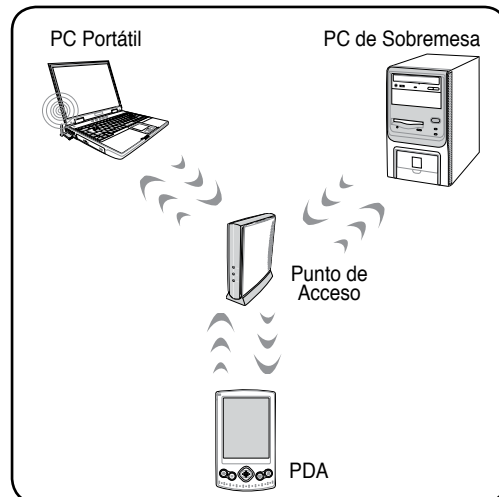 PC Portátil
PC de Sobremesa
Punto de
Acceso
PDA